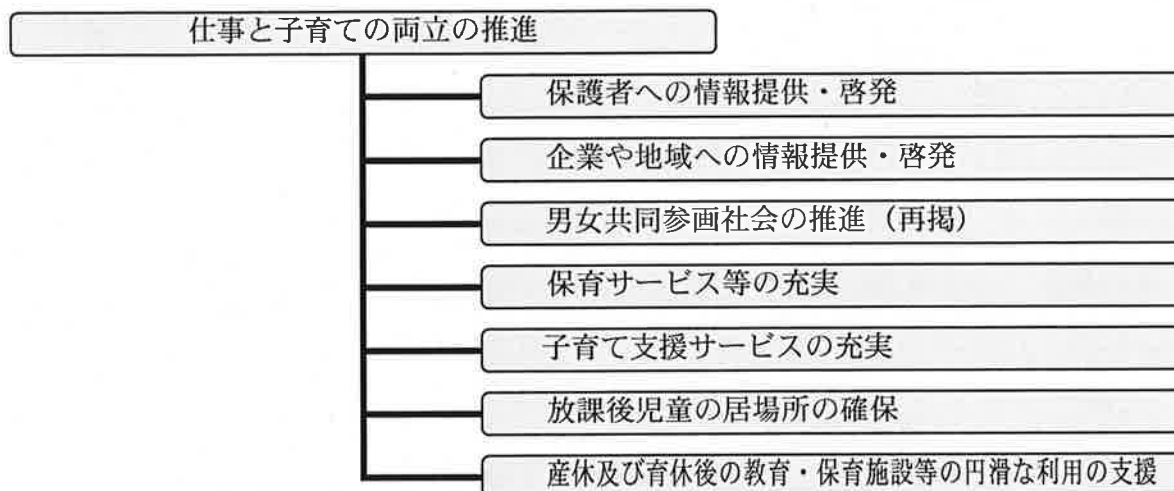 仕事と子育ての両立の推進
保護者への情報提供・啓発
企業や地域への情報提供・啓発
男女共同参画社会の推進（再掲）
保育サービス等の充実
子育て支援サービスの充実
放課後児童の居場所の確保
産休及び育休後の教育・保育施設等の円滑な利用の支援